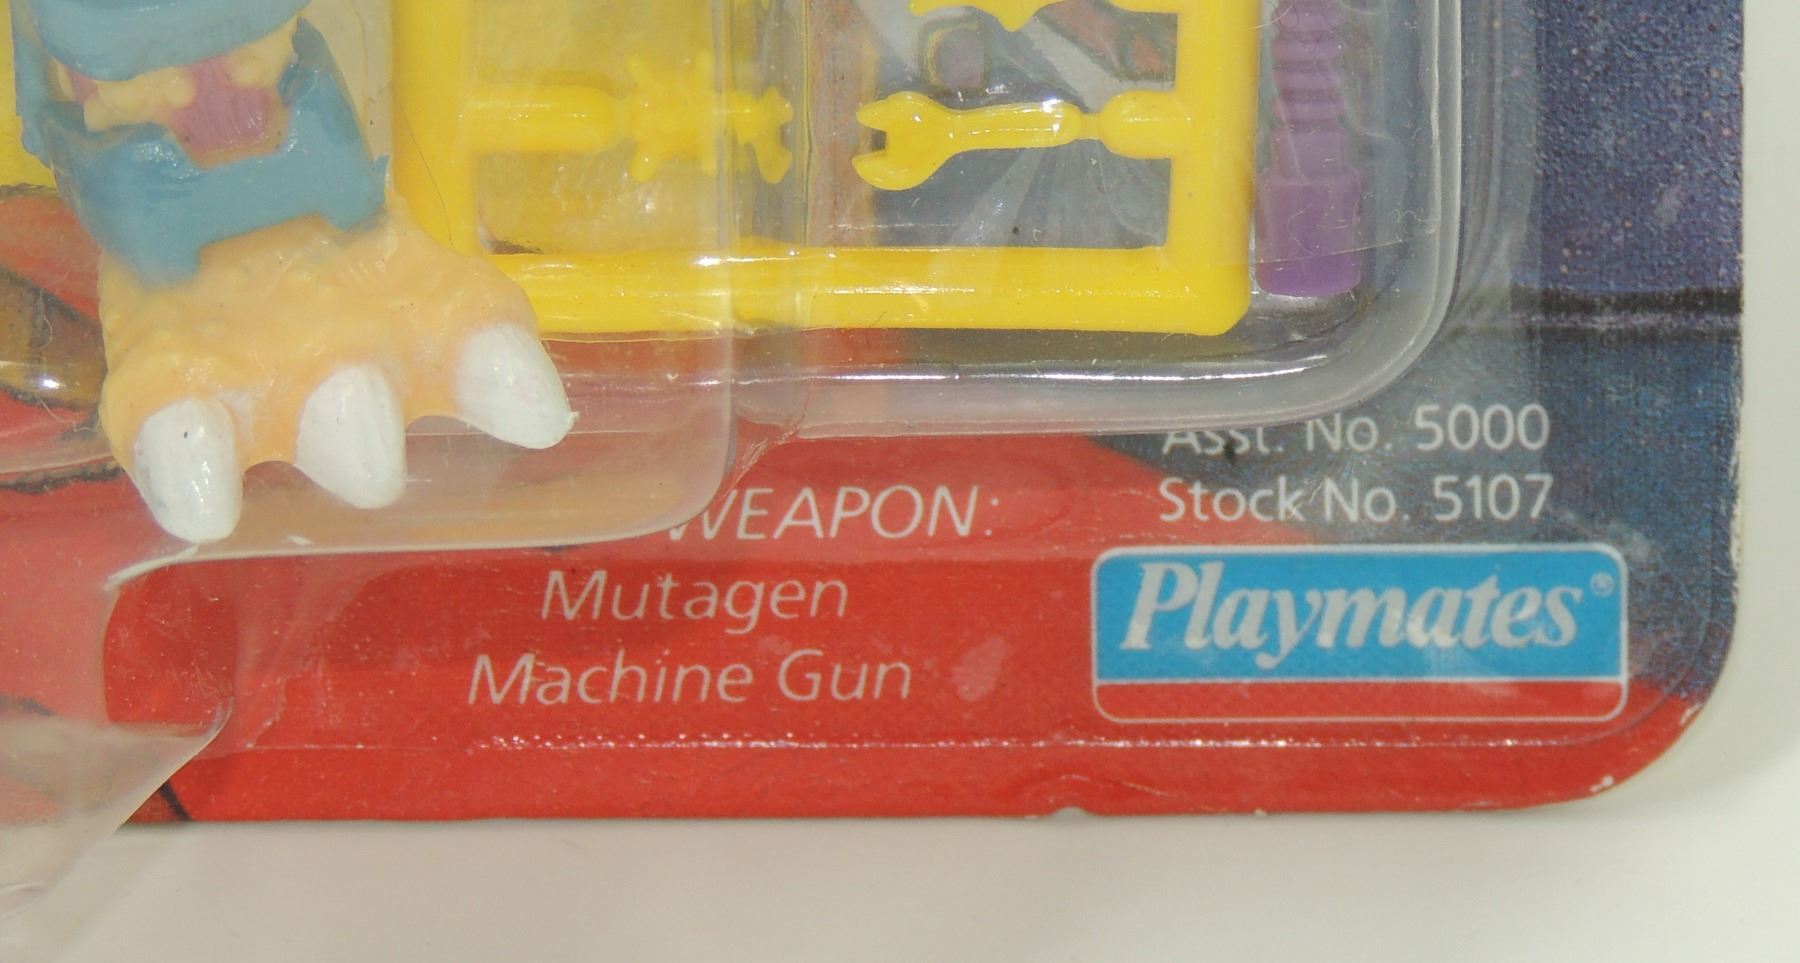 Asst. No. 5000
Stock No. 5107
WEAPON:
Mutagen
Machine Gun
Playmates®